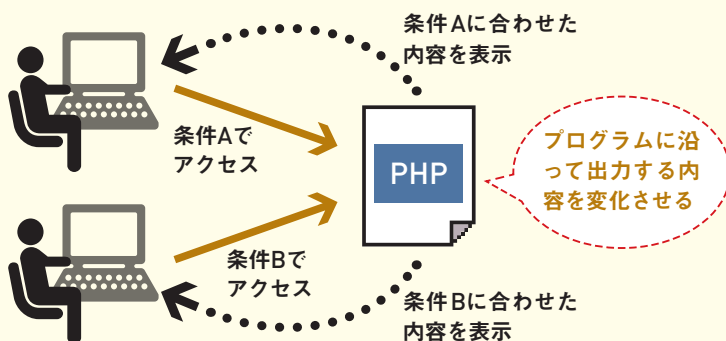 条件Aに合わせた
内容を表示
条件Aで
アクセス
PHP
プログラムに沿
って出力する内
容を変化させる
条件Bで
アクセス
条件Bに合わせた
内容を表示